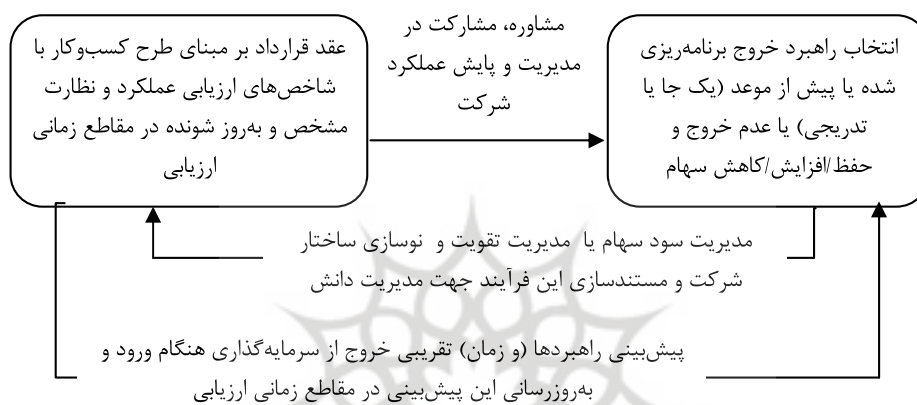 انتخاب راهبرد خروج برنامه‌ریزی
شده یا پیش از موعد (یک جا یا
تدریجی) یا عدم خروج و
حفظ/افزایش/کاهش سهام
مشاوره، مشارکت در
مدیریت و پایش عملکرد
شرکت
عقد قرارداد بر مبنای طرح کسب‌وکار با
شاخص‌های ارزیابی عملکرد و نظارت
مشخص و به‌روز شونده در مقاطع زمانی
ارزیابی
مدیریت سود سهام یا مدیریت تقویت و نوسازی ساختار
شرکت و مستندسازی این فرآیند جهت مدیریت دانش
پیش‌بینی راهبردها (و زمان) تقریبی خروج از سرمایه‌گذاری هنگام ورود و
به‌روزرسانی این پیش‌بینی در مقاطع زمانی ارزیابی